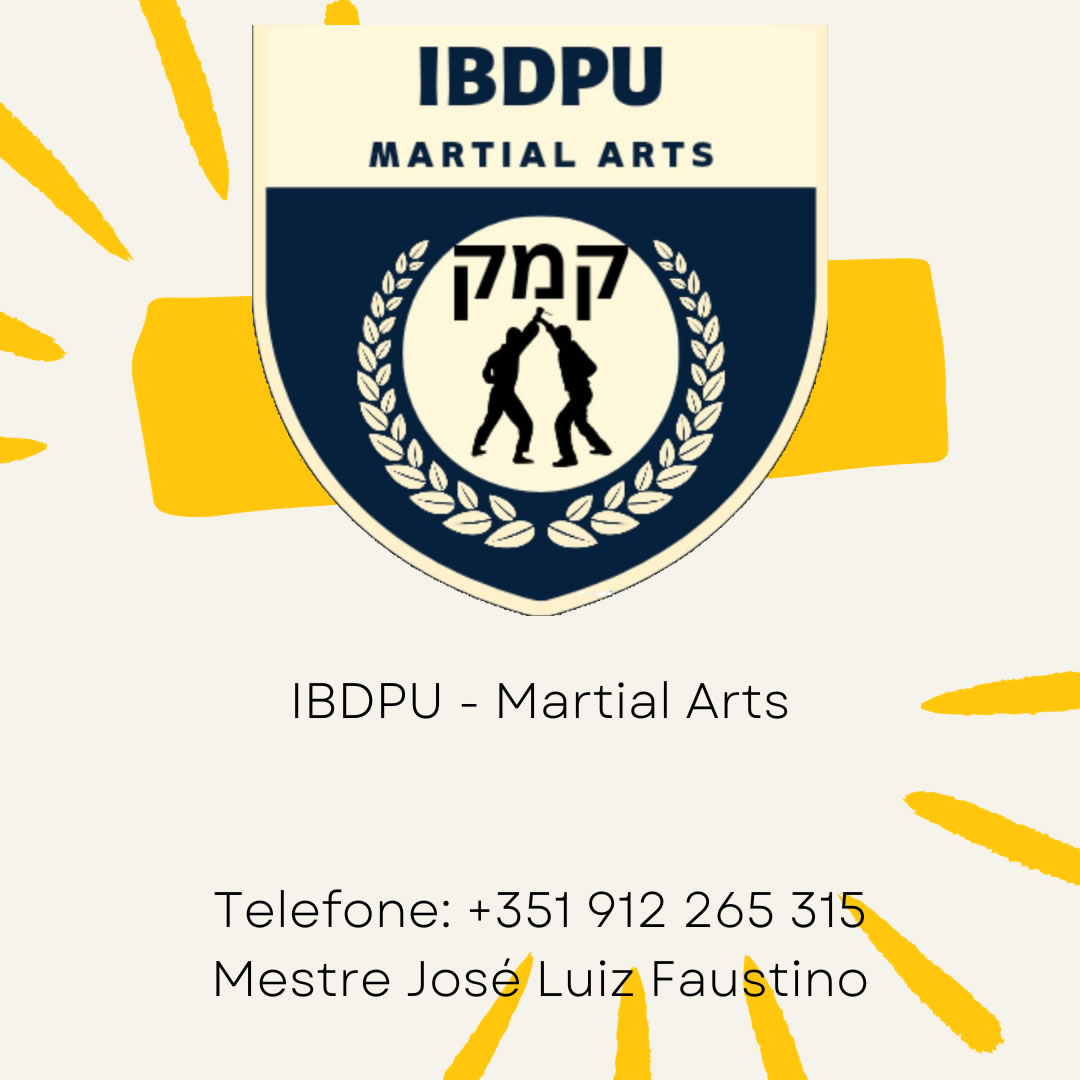 IBDPU
MARTIAL ARTS
קמק
IBDPU - Martial Arts
Telefone: +351 912 265 315
Mestre José Luiz Faustino